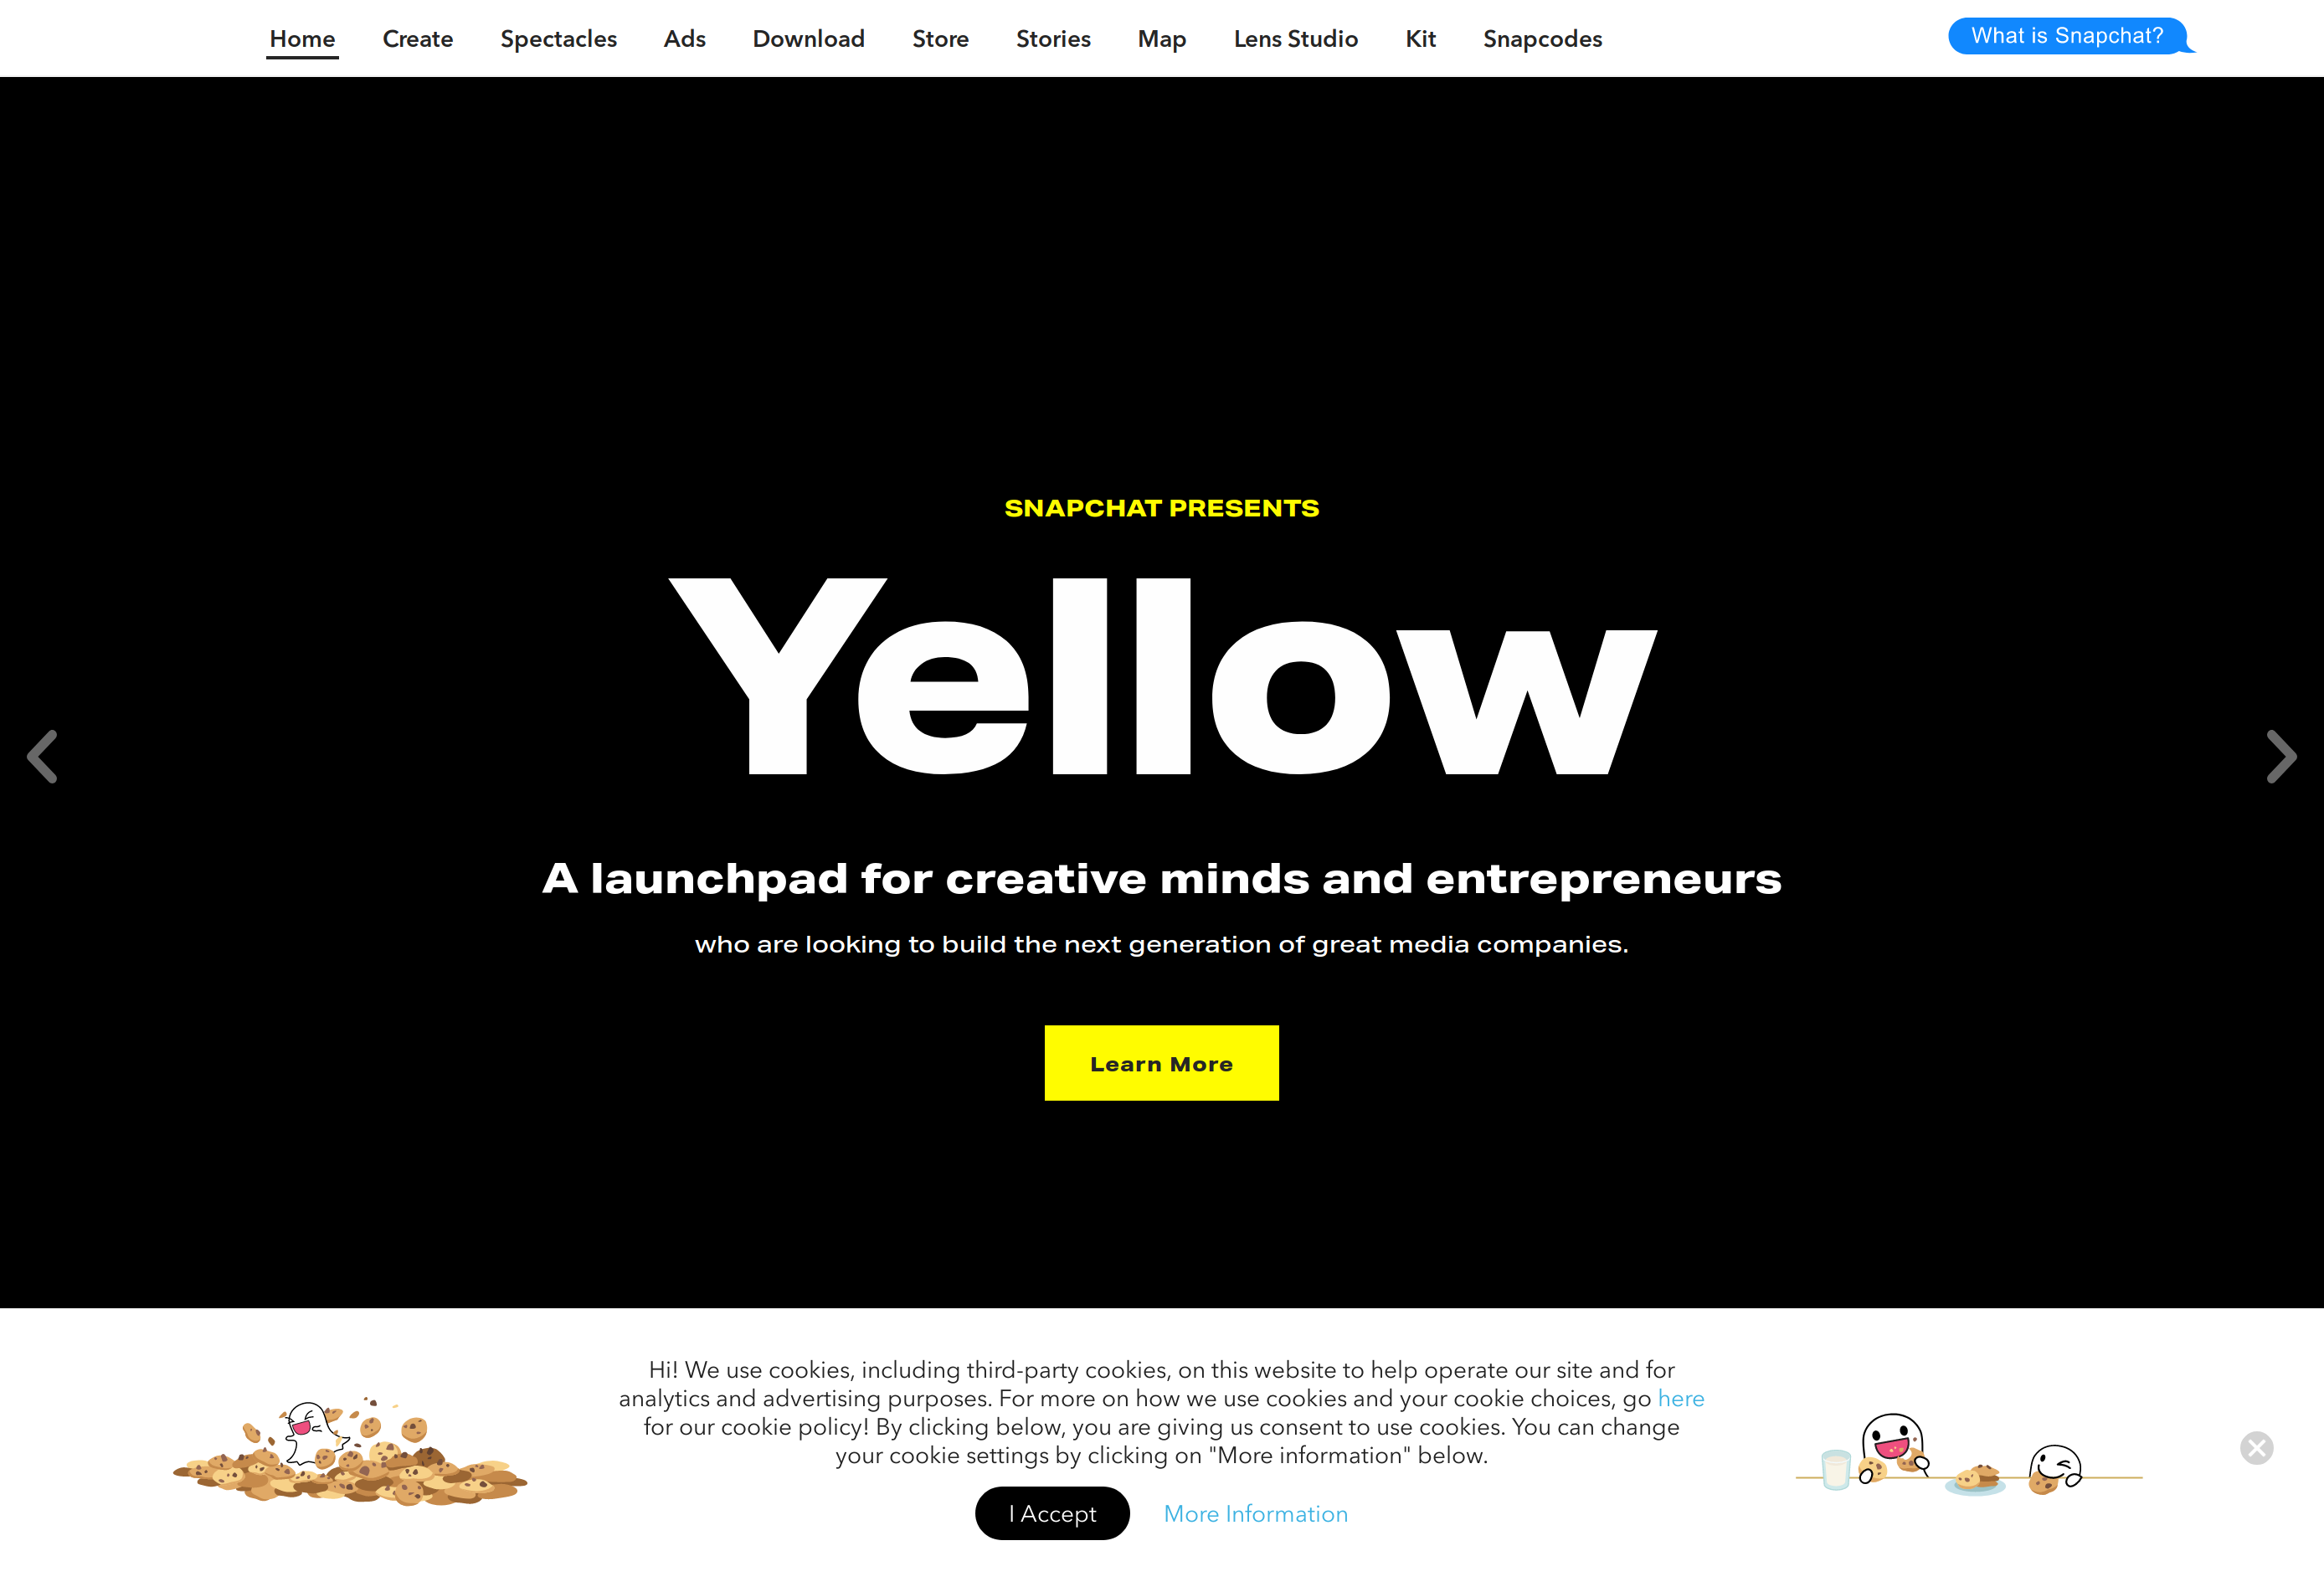 Home Create Spectacles Ads Download Store Stories Map Lens Studio Kit Snapcodes What is Snapchat?
SNAPCHAT PRESENTS
Yellow
A launchpad for creative minds and entrepreneurs
who are looking to build the next generation of great media companies.
Learn More
Hi! We use cookies, including third-party cookies, on this website to help operate our site and for
analytics and advertising purposes. For more on how we use cookies and your cookie choices, go here
for our cookie policy! By clicking below, you are giving us consent to use cookies. You can change
your cookie settings by clicking on "More information" below.
I Accept More Information